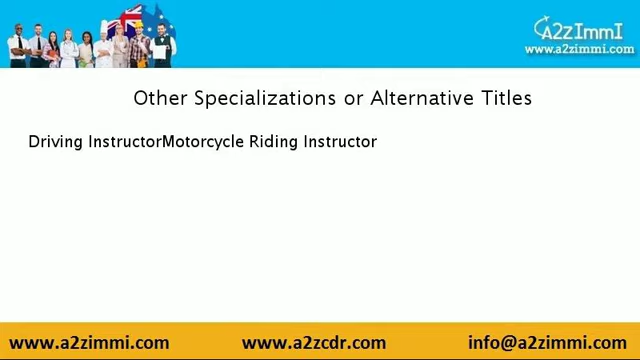 A2zImmI
www.a2zimmi.com
Other Specializations or Alternative Titles
Driving InstructorMotorcycle Riding Instructor
www.a2zimmi.com www.a2zcdr.com info@a2zimmi.com